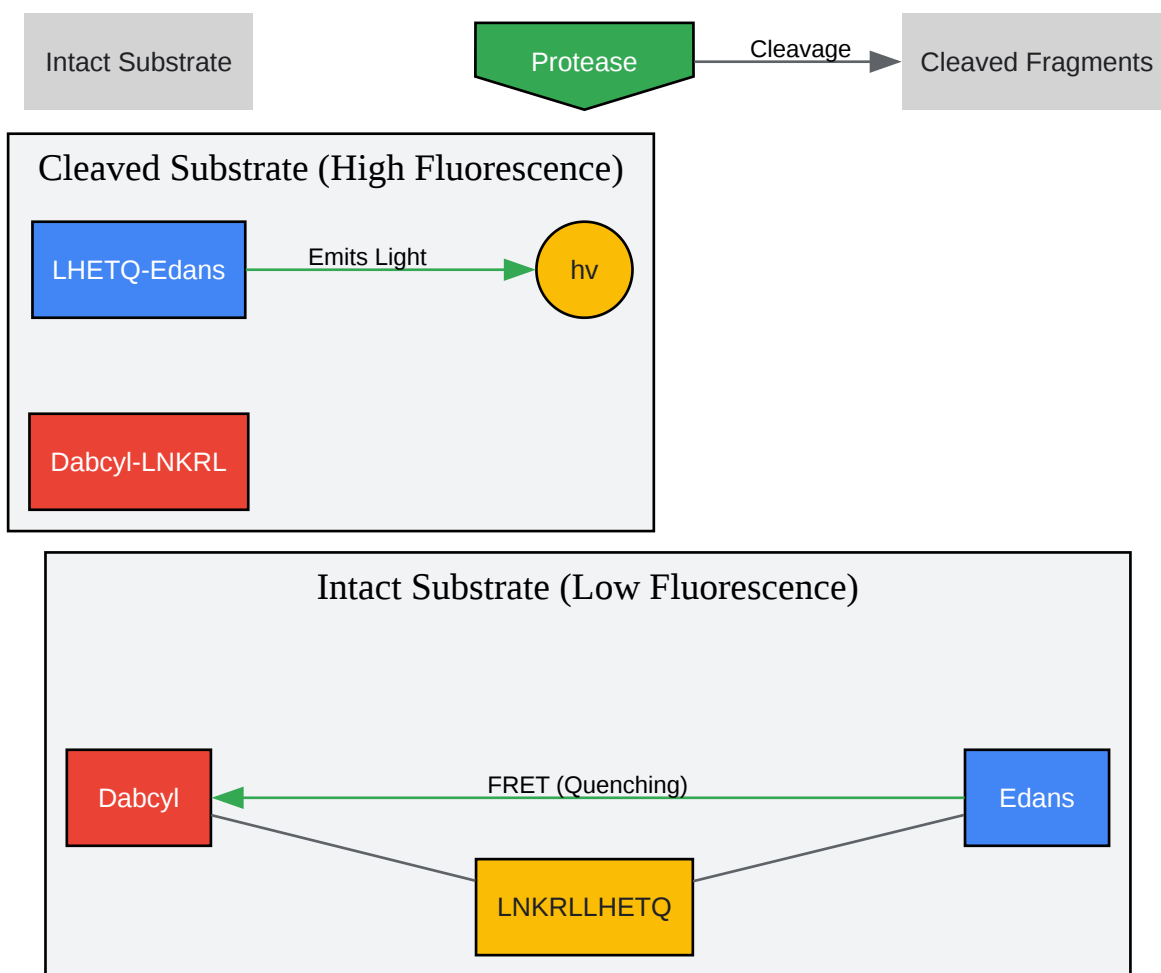 Intact Substrate
Protease
Cleavage
Cleaved Fragments
Cleaved Substrate (High Fluorescence)
LHETQ-Edans
Emits Light
hv
Dabcyl-LNKRL
Intact Substrate (Low Fluorescence)
Dabcyl
FRET (Quenching)
Edans
LNKRLLHETQ